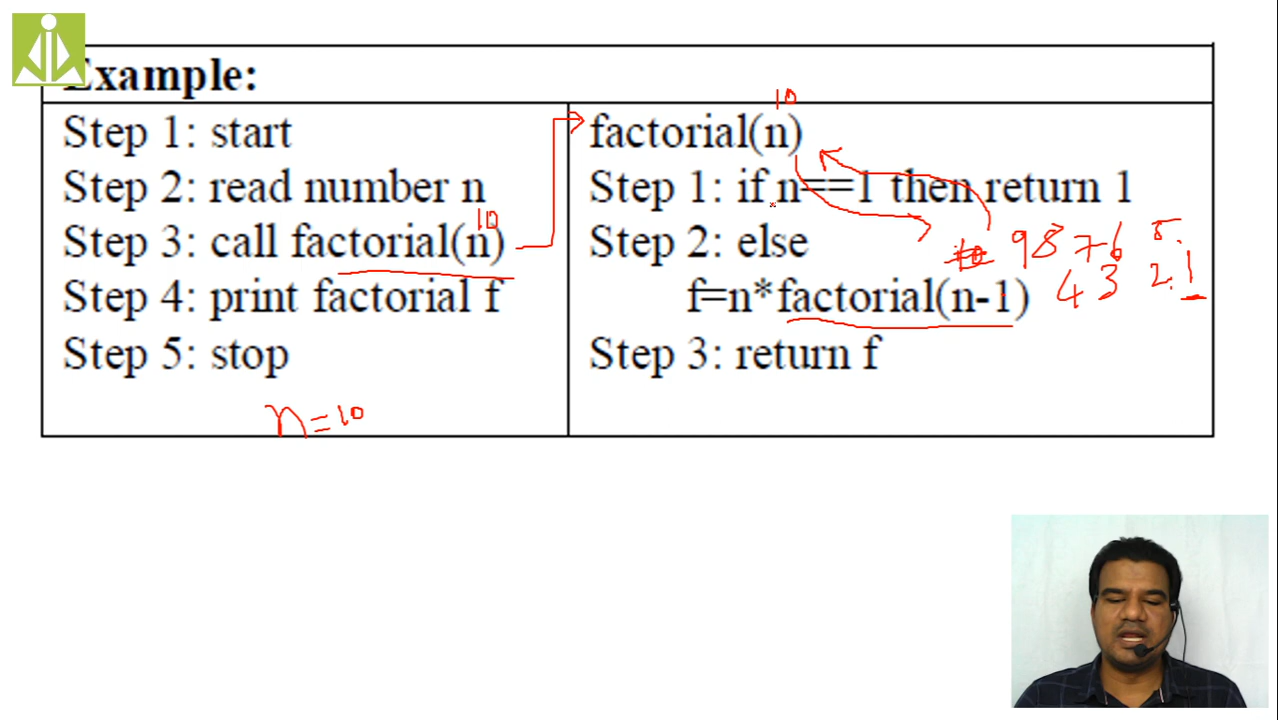 Example:
Step 1: start
Step 2: read number n
10
Step 3: call factorial(n)
Step 4: print factorial f
Step 5: stop
n=10
10
factorial(n)
Step 1: if n==1 then return 1
Step 2: else
9 8 7 6 5.
f=n*factorial(n-1)
4 3 2.1
Step 3: return f